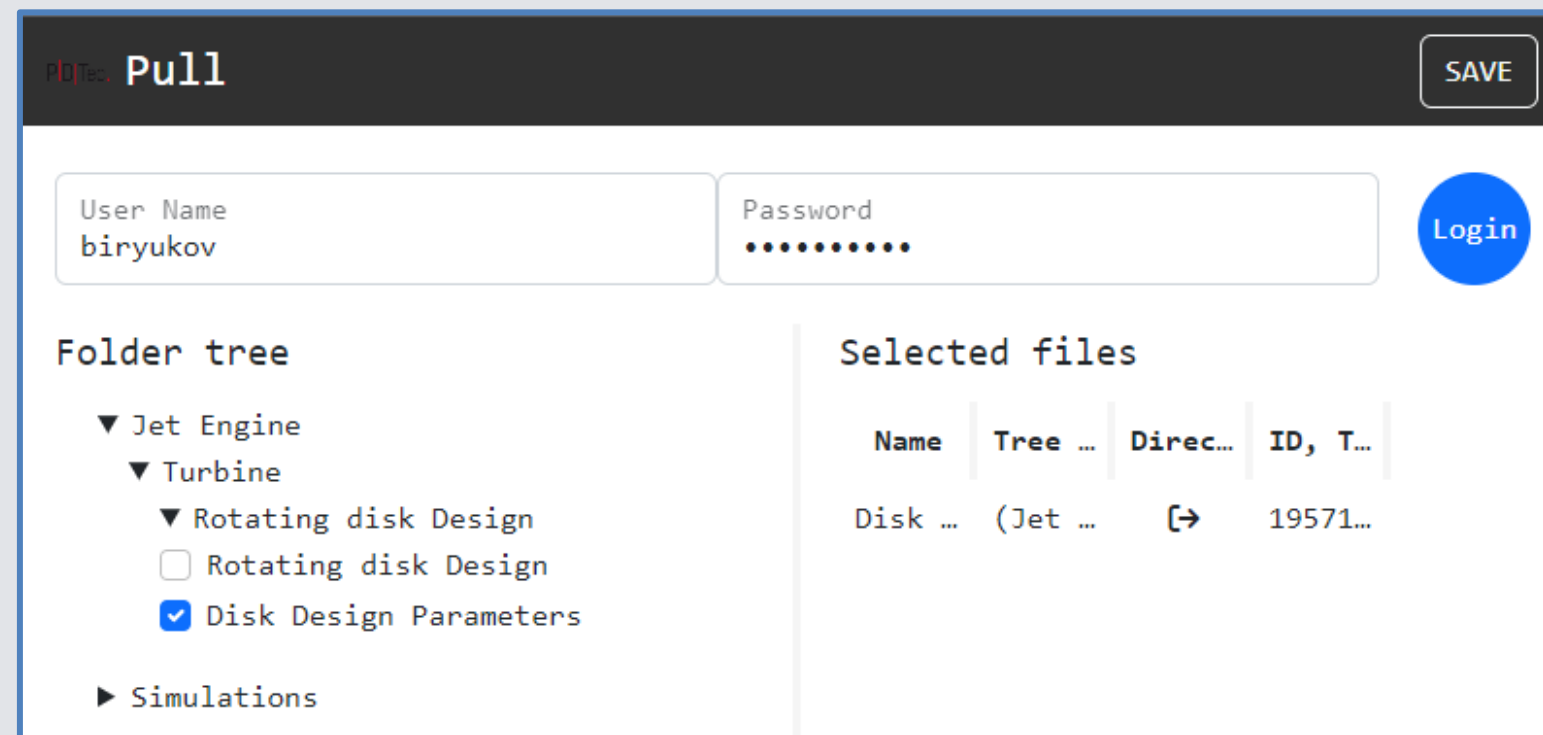 PDTec. Pull
SAVE
User Name
biryukov
Password
••••••••••
Login
Folder tree
▼ Jet Engine
▼ Turbine
▼ Rotating disk Design
Rotating disk Design
Disk Design Parameters
▶ Simulations
Selected files
Name Tree … Direc… ID, T…
Disk … (Jet … 19571…